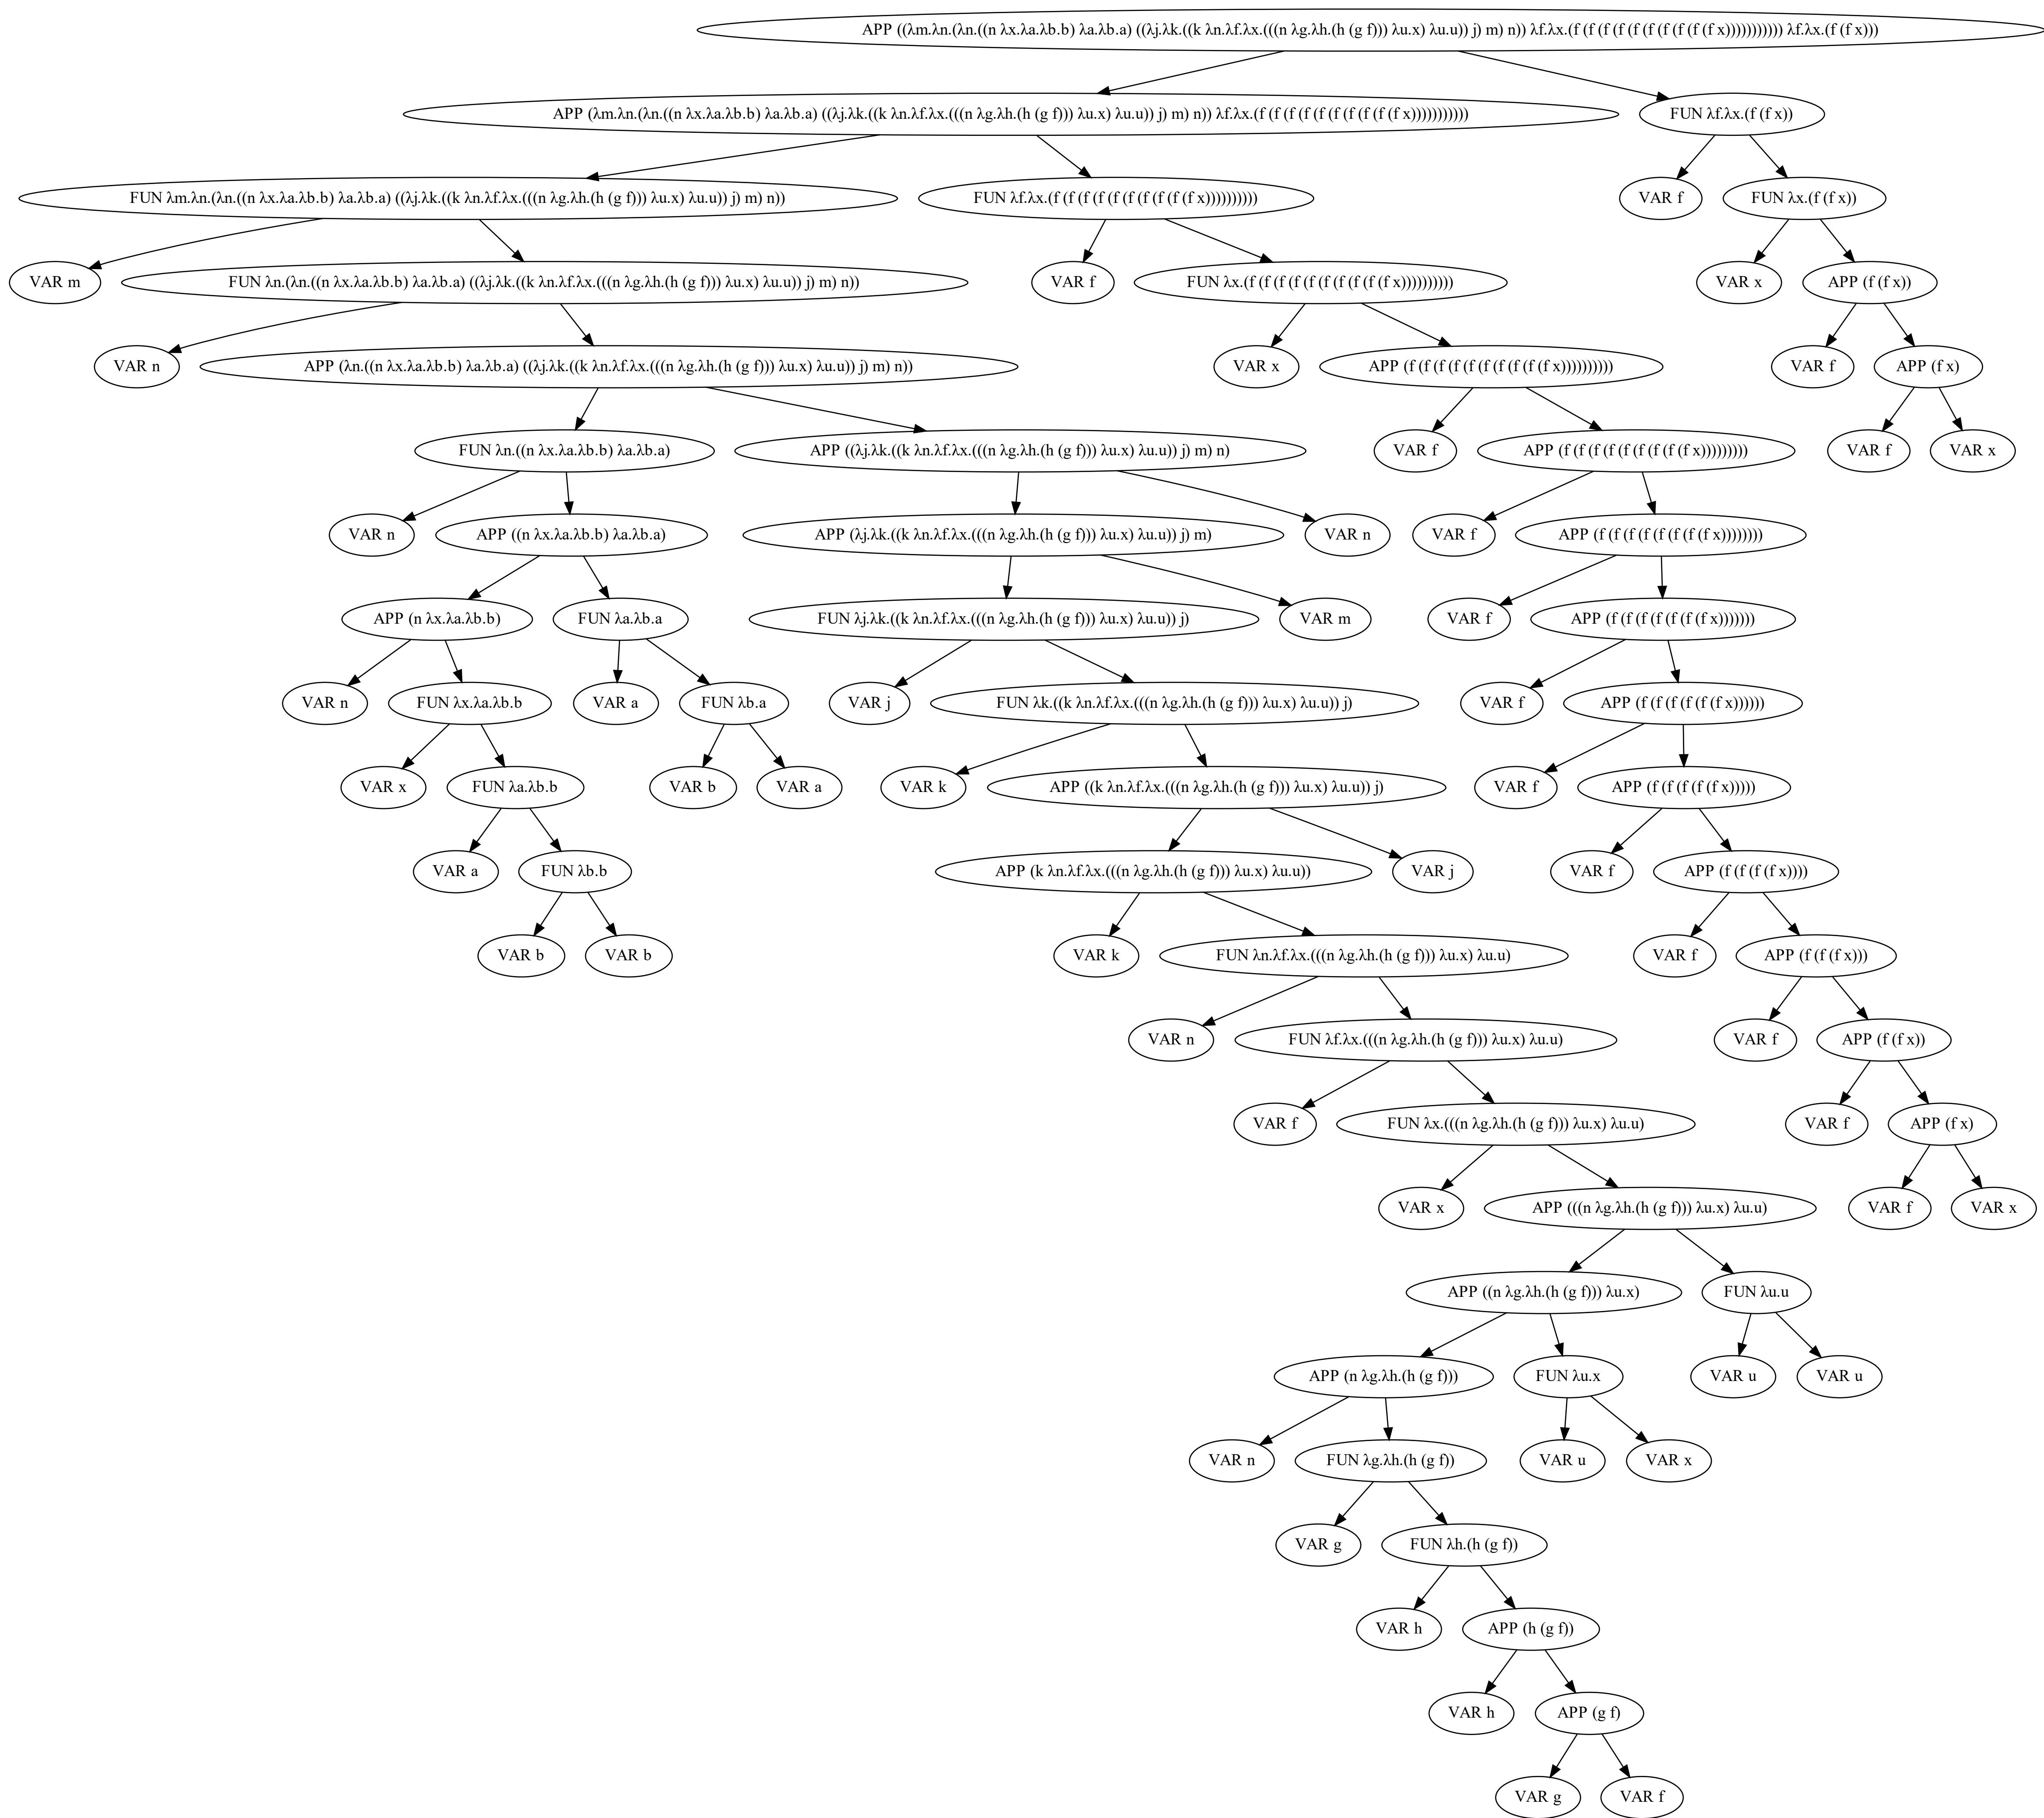 APP ((λm.λn.(λn.((n λx.λa.λb.b) λa.λb.a) ((λj.λk.((k λn.λf.λx.(((n λg.λh.(h (g f))) λu.x) λu.u)) j) m) n)) λf.λx.(f (f (f (f (f (f (f (f (f (f x))))))))))) λf.λx.(f (f x)))
APP (λm.λn.(λn.((n λx.λa.λb.b) λa.λb.a) ((λj.λk.((k λn.λf.λx.(((n λg.λh.(h (g f))) λu.x) λu.u)) j) m) n)) λf.λx.(f (f (f (f (f (f (f (f (f (f x)))))))))))
FUN λf.λx.(f (f x))
FUN λm.λn.(λn.((n λx.λa.λb.b) λa.λb.a) ((λj.λk.((k λn.λf.λx.(((n λg.λh.(h (g f))) λu.x) λu.u)) j) m) n))
FUN λf.λx.(f (f (f (f (f (f (f (f (f (f x))))))))))
VAR f
FUN λx.(f (f x))
VAR m
FUN λn.(λn.((n λx.λa.λb.b) λa.λb.a) ((λj.λk.((k λn.λf.λx.(((n λg.λh.(h (g f))) λu.x) λu.u)) j) m) n))
VAR f
FUN λx.(f (f (f (f (f (f (f (f (f (f x))))))))))
VAR x
APP (f (f x))
VAR n
APP (λn.((n λx.λa.λb.b) λa.λb.a) ((λj.λk.((k λn.λf.λx.(((n λg.λh.(h (g f))) λu.x) λu.u)) j) m) n))
VAR x
APP (f (f (f (f (f (f (f (f (f (f x))))))))))
VAR f
APP (f x)
FUN λn.((n λx.λa.λb.b) λa.λb.a)
APP ((λj.λk.((k λn.λf.λx.(((n λg.λh.(h (g f))) λu.x) λu.u)) j) m) n)
VAR f
APP (f (f (f (f (f (f (f (f (f x)))))))))
VAR f
VAR x
VAR n
APP ((n λx.λa.λb.b) λa.λb.a)
APP (λj.λk.((k λn.λf.λx.(((n λg.λh.(h (g f))) λu.x) λu.u)) j) m)
VAR n
VAR f
APP (f (f (f (f (f (f (f (f x))))))))
APP (n λx.λa.λb.b)
FUN λa.λb.a
FUN λj.λk.((k λn.λf.λx.(((n λg.λh.(h (g f))) λu.x) λu.u)) j)
VAR m
VAR f
APP (f (f (f (f (f (f (f x)))))))
VAR n
FUN λx.λa.λb.b
VAR a
FUN λb.a
VAR j
FUN λk.((k λn.λf.λx.(((n λg.λh.(h (g f))) λu.x) λu.u)) j)
VAR f
APP (f (f (f (f (f (f x))))))
VAR x
FUN λa.λb.b
VAR b
VAR a
VAR k
APP ((k λn.λf.λx.(((n λg.λh.(h (g f))) λu.x) λu.u)) j)
VAR f
APP (f (f (f (f (f x)))))
VAR a
FUN λb.b
APP (k λn.λf.λx.(((n λg.λh.(h (g f))) λu.x) λu.u))
VAR j
VAR f
APP (f (f (f (f x))))
VAR b
VAR b
VAR k
FUN λn.λf.λx.(((n λg.λh.(h (g f))) λu.x) λu.u)
VAR f
APP (f (f (f x)))
VAR n
FUN λf.λx.(((n λg.λh.(h (g f))) λu.x) λu.u)
VAR f
APP (f (f x))
VAR f
FUN λx.(((n λg.λh.(h (g f))) λu.x) λu.u)
VAR f
APP (f x)
VAR x
APP (((n λg.λh.(h (g f))) λu.x) λu.u)
VAR f
VAR x
APP ((n λg.λh.(h (g f))) λu.x)
FUN λu.u
APP (n λg.λh.(h (g f)))
FUN λu.x
VAR u
VAR u
VAR n
FUN λg.λh.(h (g f))
VAR u
VAR x
VAR g
FUN λh.(h (g f))
VAR h
APP (h (g f))
VAR h
APP (g f)
VAR g
VAR f